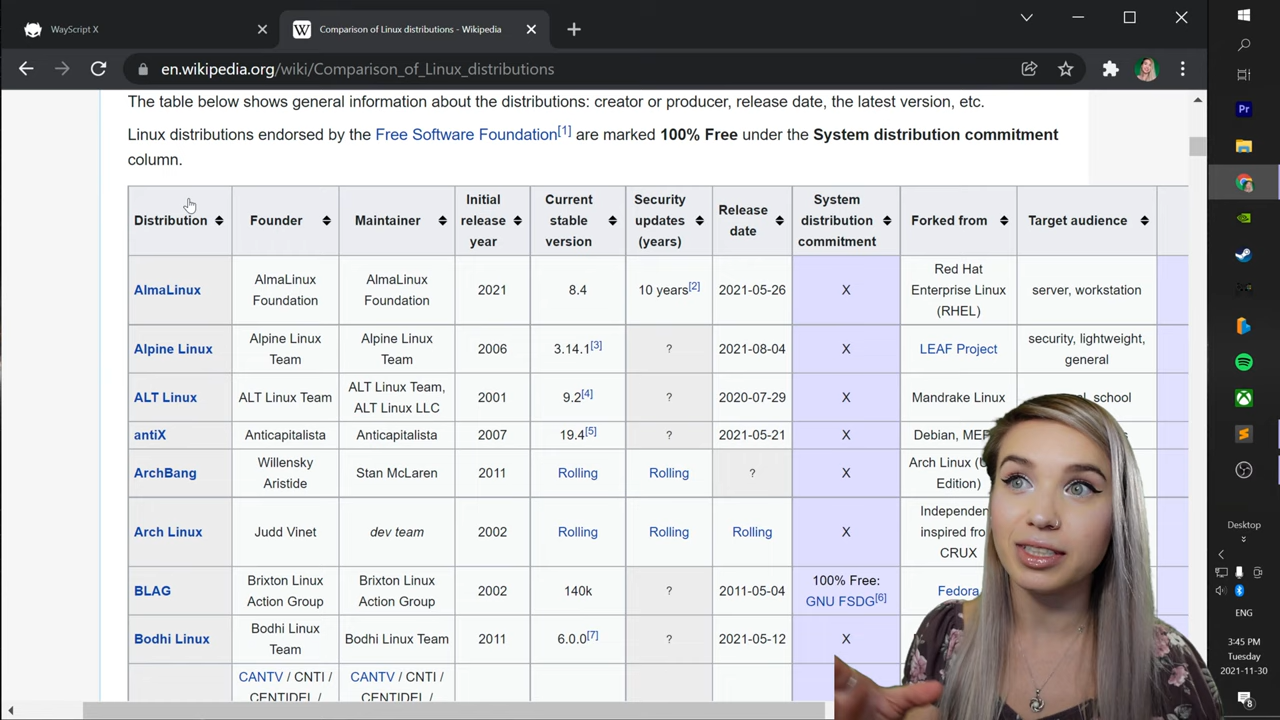 WayScript X
W Comparison of Linux distributions - Wikipedia
en.wikipedia.org/wiki/Comparison_of_Linux_distributions
The table below shows general information about the distributions: creator or producer, release date, the latest version, etc.
Linux distributions endorsed by the Free Software Foundation[1] are marked 100% Free under the System distribution commitment
column.
Distribution
Founder
Maintainer
Initial
release
year
Current
stable
version
Security
updates
(years)
Release
date
System
distribution
commitment
Forked from
Target audience
AlmaLinux
AlmaLinux
Foundation
AlmaLinux
Foundation
2021
8.4
10 years[2]
2021-05-26
X
Red Hat
Enterprise Linux
(RHEL)
server, workstation
Alpine Linux
Alpine Linux
Team
Alpine Linux
Team
2006
3.14.1[3]
?
2021-08-04
X
LEAF Project
security, lightweight,
general
ALT Linux
ALT Linux Team
ALT Linux Team,
ALT Linux LLC
2001
9.2[4]
?
2020-07-29
X
Mandrake Linux
school
antiX
Anticapitalista
Anticapitalista
2007
19.4[5]
?
2021-05-21
X
Debian,
ArchBang
Willensky
Aristide
Stan McLaren
2011
Rolling
Rolling
?
X
Arch Linux
Edition)
Arch Linux
Judd Vinet
dev team
2002
Rolling
Rolling
Rolling
X
inspired
CRUX
BLAG
Brixton Linux
Action Group
Brixton Linux
Action Group
2002
140k
?
2011-05-04
100% Free:
GNU FSDG[6]
Fedora
Bodhi Linux
Bodhi Linux
Team
Bodhi Linux Team
2011
6.0.0[7]
?
2021-05-12
X
CANTV / CNTI /
CENTIDEL /
CANTV / CNTI /
CENTIDEL /
Pr
Desktop
ENG
3:45 PM
Tuesday
2021-11-30
8